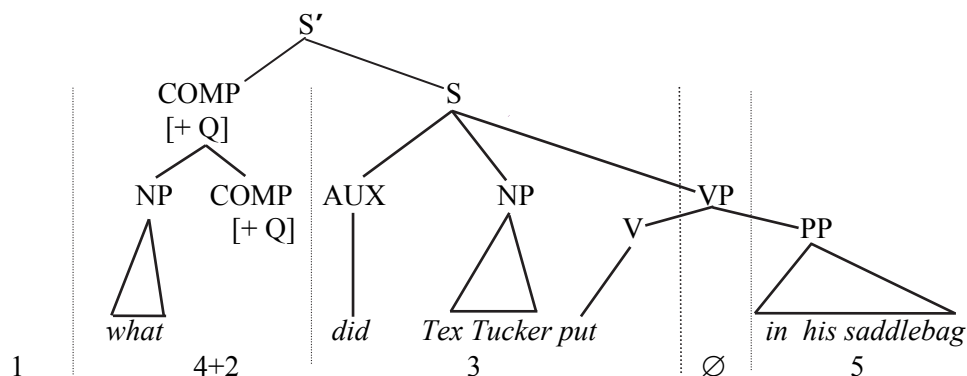 S′
COMP S
[+ Q]
NP COMP AUX NP VP
[+ Q] V PP
what did Tex Tucker put in his saddlebag
1 4+2 3 ∅ 5